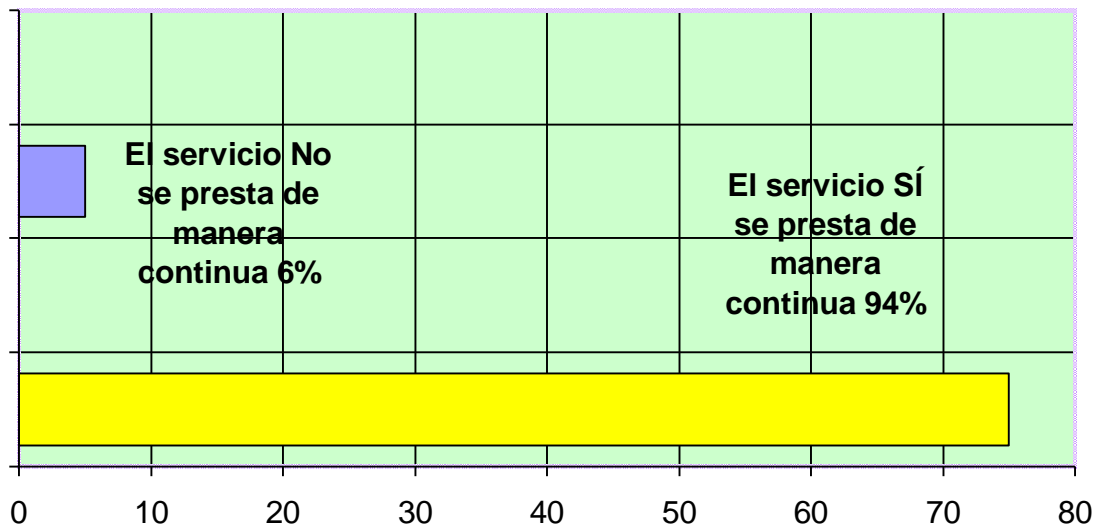 El servicio No
se presta de
manera
continua 6%
El servicio SÍ
se presta de
manera
continua 94%
0 10 20 30 40 50 60 70 80